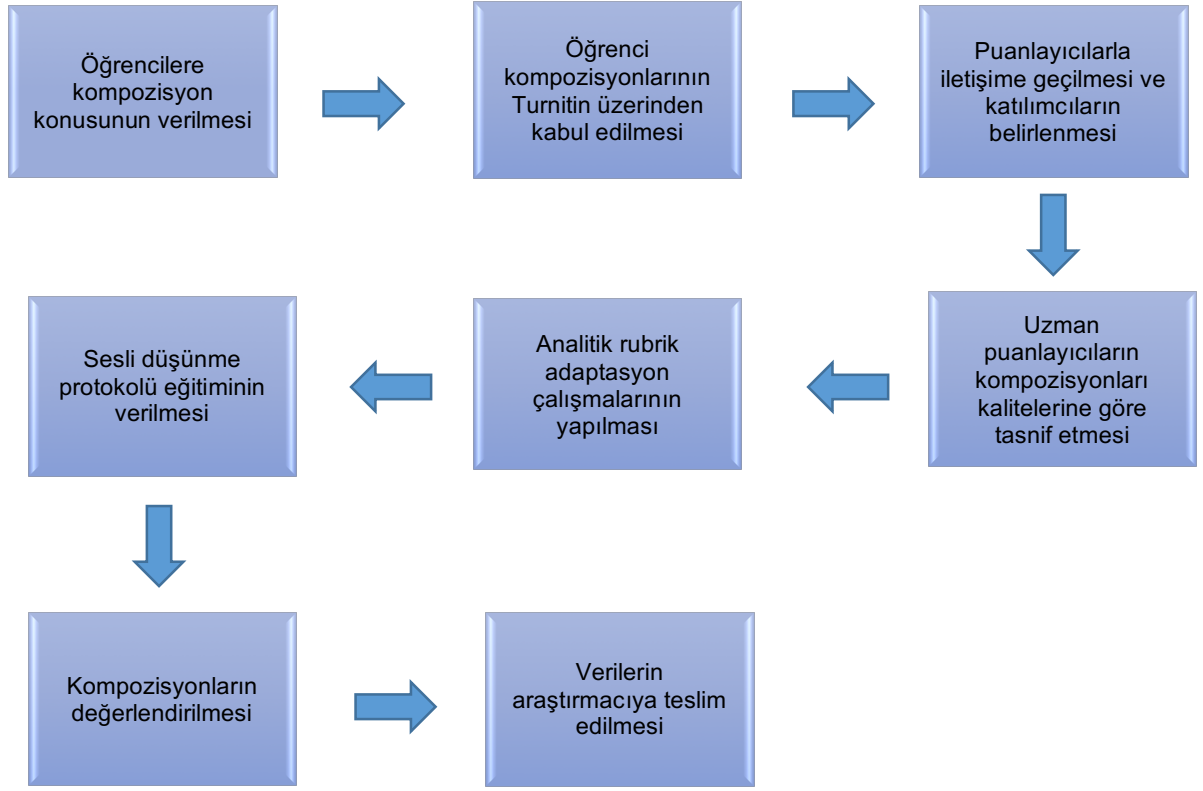 Öğrencilere
kompozisyon
konusunun verilmesi
Öğrenci
kompozisyonlarının
Turnitin üzerinden
kabul edilmesi
Puanlayıcılarla
iletişime geçilmesi ve
katılımcıların
belirlenmesi
Uzman
puanlayıcıların
kompozisyonları
kalitelerine göre
tasnif etmesi
Analitik rubrik
adaptasyon
çalışmalarının
yapılması
Sesli düşünme
protokolü eğitiminin
verilmesi
Kompozisyonların
değerlendirilmesi
Verilerin
araştırmacıya teslim
edilmesi